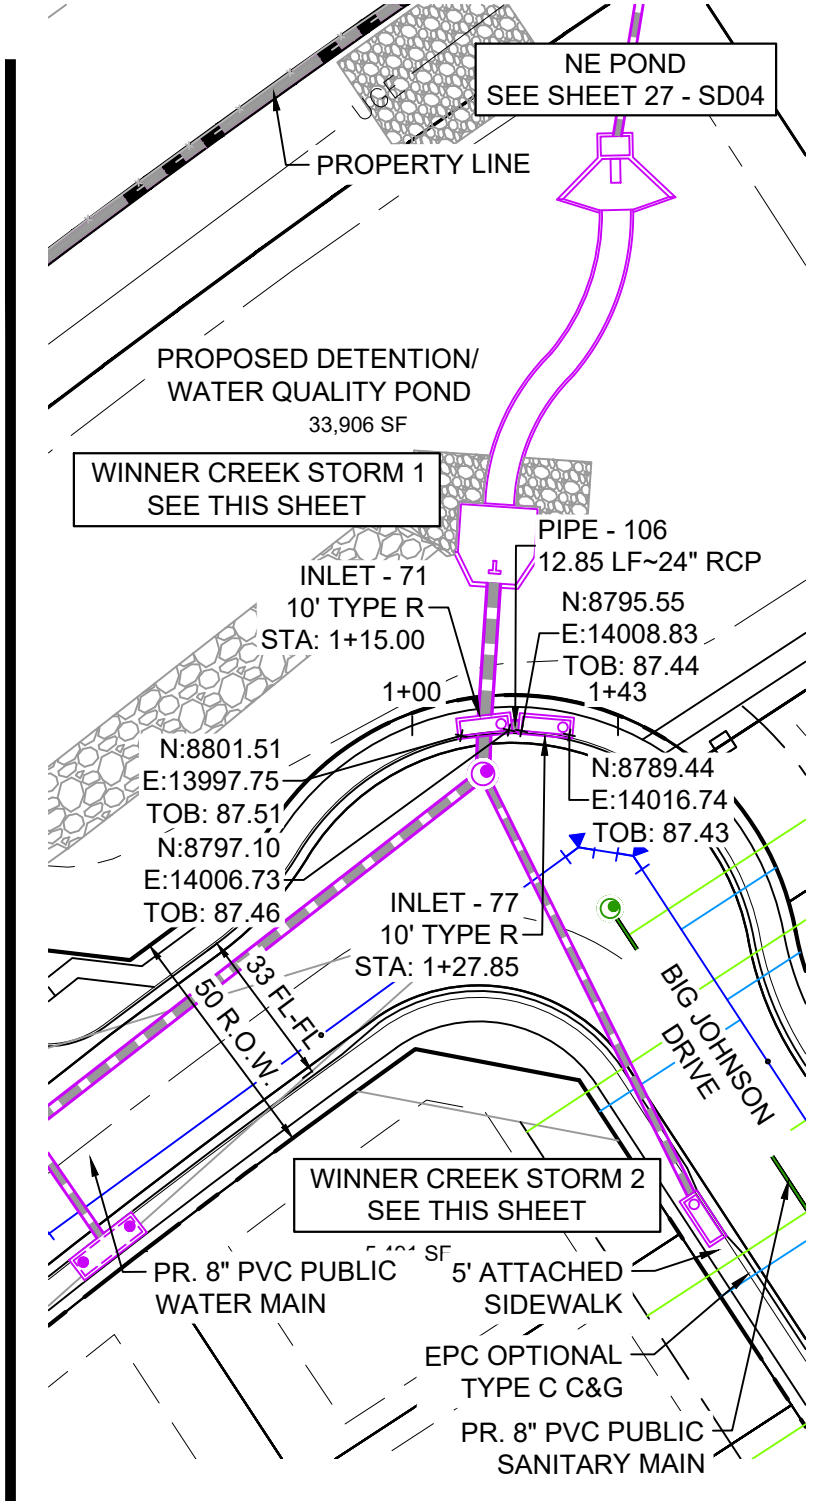 NE POND
SEE SHEET 27 - SD04
UGE
PROPERTY LINE
PROPOSED DETENTION/
WATER QUALITY POND
33,906 SF
WINNER CREEK STORM 1
SEE THIS SHEET
PIPE - 106
12.85 LF~24" RCP
INLET - 71
10' TYPE R
STA: 1+15.00
N:8795.55
E:14008.83
TOB: 87.44
1+00
1+43
N:8801.51
E:13997.75
TOB: 87.51
N:8789.44
E:14016.74
TOB: 87.43
N:8797.10
E:14006.73
TOB: 87.46
INLET - 77
10' TYPE R
STA: 1+27.85
33 FL-FL
50 R.O.W.
BIG JOHNSON
DRIVE
WINNER CREEK STORM 2
SEE THIS SHEET
SF
PR. 8" PVC PUBLIC
WATER MAIN
5' ATTACHED
SIDEWALK
EPC OPTIONAL
TYPE C C&G
PR. 8" PVC PUBLIC
SANITARY MAIN